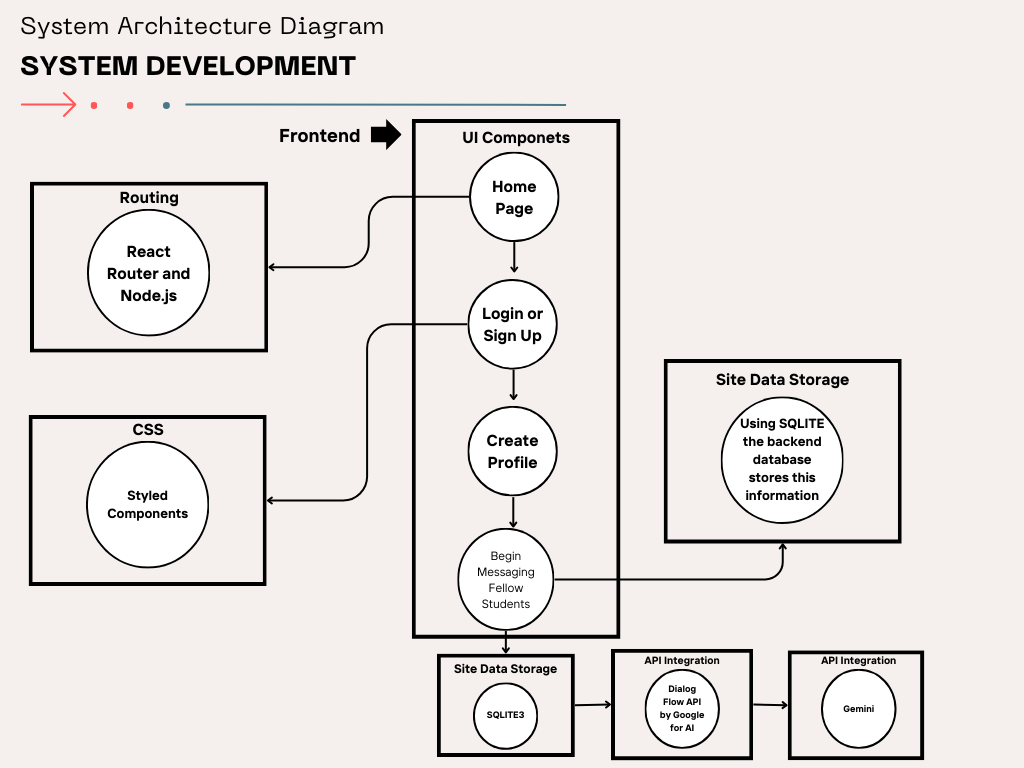 System Architecture Diagram
SYSTEM DEVELOPMENT
Frontend
UI Componets
Home
Page
Login or
Sign Up
Create
Profile
Begin
Messaging
Fellow
Students
Routing
React
Router and
Node.js
CSS
Styled
Components
Site Data Storage
Using SQLITE
the backend
database
stores this
information
Site Data Storage
SQLITE3
API Integration
Dialog
Flow API
by Google
for AI
API Integration
Gemini